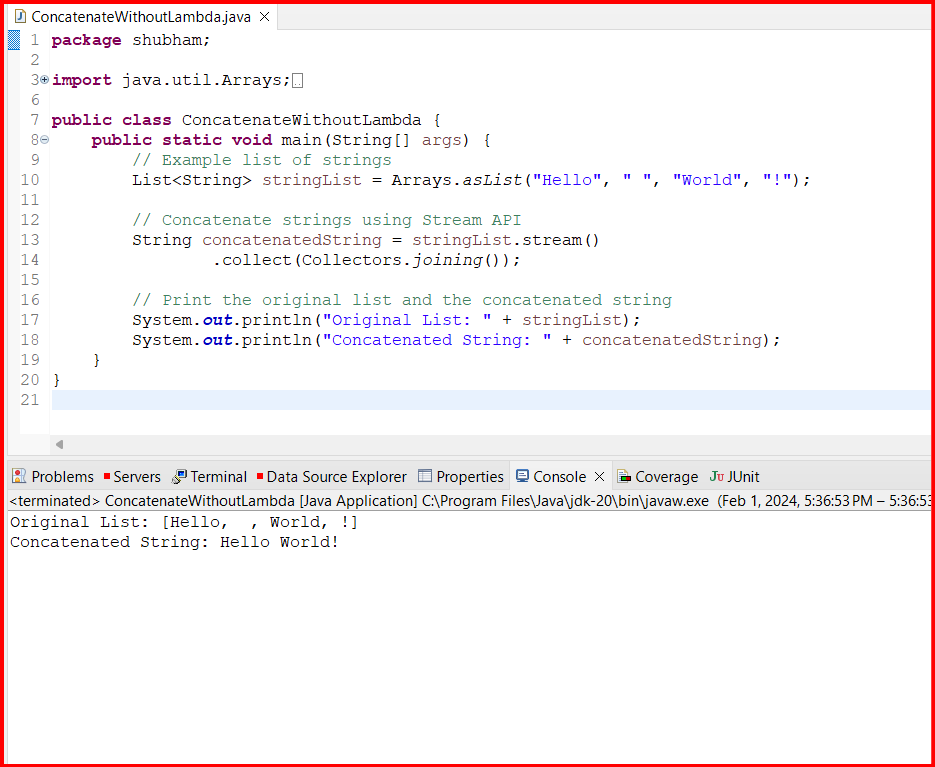 ConcatenateWithoutLambda.java
1 package shubham;
2
3 import java.util.Arrays;
6
7 public class ConcatenateWithoutLambda {
8     public static void main(String[] args) {
9         // Example list of strings
10         List<String> stringList = Arrays.asList("Hello", " ", "World", "!");
11
12         // Concatenate strings using Stream API
13         String concatenatedString = stringList.stream()
14                 .collect(Collectors.joining());
15
16         // Print the original list and the concatenated string
17         System.out.println("Original List: " + stringList);
18         System.out.println("Concatenated String: " + concatenatedString);
19     }
20 }
21
Problems Servers Terminal Data Source Explorer Properties Console Coverage JUnit
<terminated> ConcatenateWithoutLambda [Java Application] C:\Program Files\Java\jdk-20\bin\javaw.exe (Feb 1, 2024, 5:36:53 PM – 5:36:53
Original List: [Hello,  , World, !]
Concatenated String: Hello World!